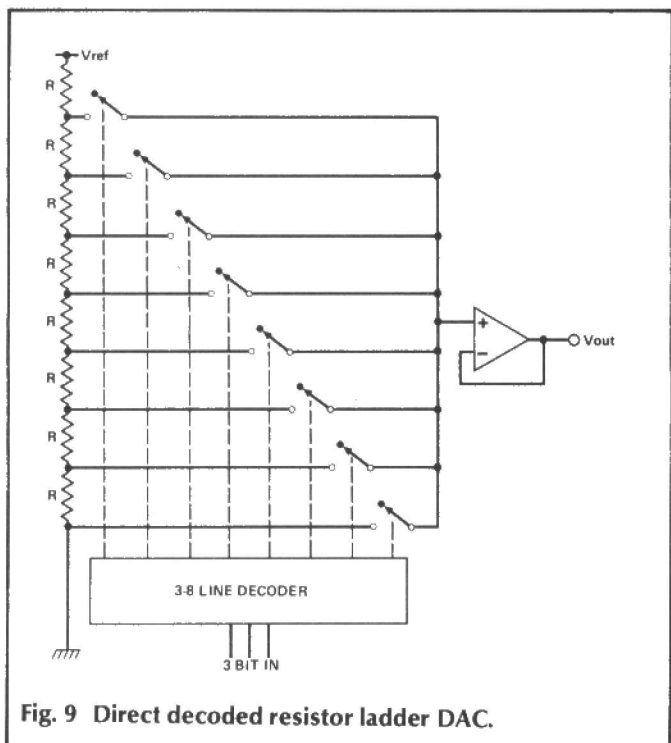 Vref
R
R
R
R
R
R
R
R
+
−
Vout
3-8 LINE DECODER
3 BIT IN
Fig. 9 Direct decoded resistor ladder DAC.